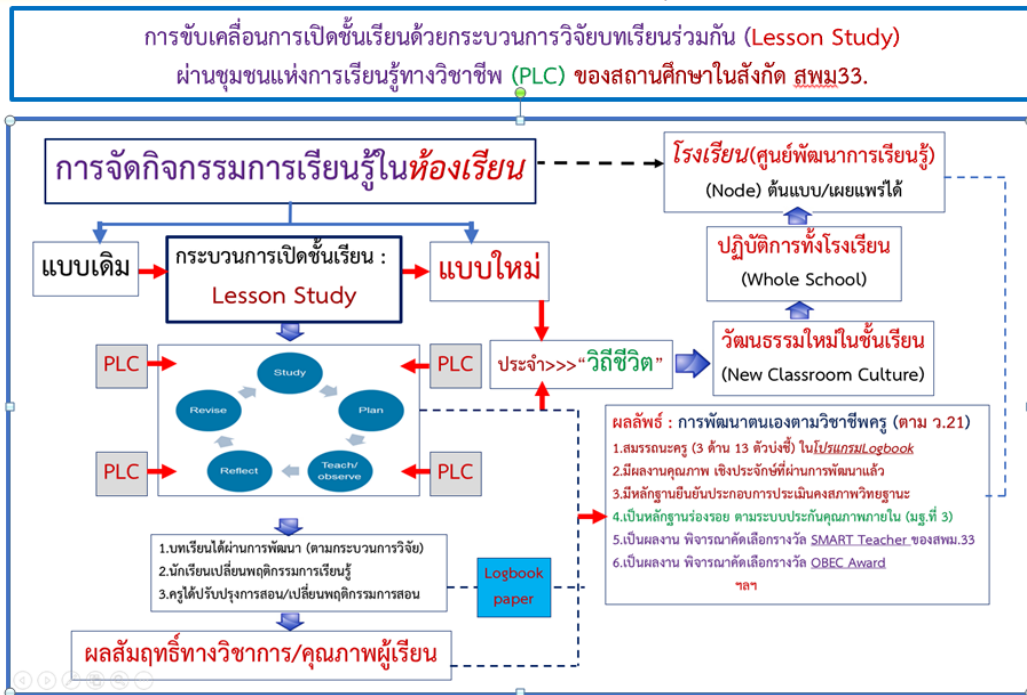 การขับเคลื่อนการเปิดชั้นเรียนด้วยกระบวนการวิจัยบทเรียนร่วมกัน (Lesson Study)
ผ่านชุมชนแห่งการเรียนรู้ทางวิชาชีพ (PLC) ของสถานศึกษาในสังกัด สพม33.
การจัดกิจกรรมการเรียนรู้ในห้องเรียน
โรงเรียน(ศูนย์พัฒนาการเรียนรู้)
(Node) ต้นแบบ/เผยแพร่ได้
แบบเดิม
กระบวนการเปิดชั้นเรียน :
Lesson Study
แบบใหม่
ปฏิบัติการทั้งโรงเรียน
(Whole School)
PLC
PLC
PLC
PLC
Study
Plan
Teach/
observe
Reflect
Revise
ประจำ>>>"วิถีชีวิต"
วัฒนธรรมใหม่ในชั้นเรียน
(New Classroom Culture)
ผลลัพธ์ : การพัฒนาตนเองตามวิชาชีพครู (ตาม ว.21)
1.สมรรถนะครู (3 ด้าน 13 ตัวบ่งชี้) ในโปรแกรมLogbook
2.มีผลงานคุณภาพ เชิงประจักษ์ที่ผ่านการพัฒนาแล้ว
3.มีหลักฐานยืนยันประกอบการประเมินคงสภาพวิทยฐานะ
4.เป็นหลักฐานร่องรอย ตามระบบประกันคุณภาพภายใน (มฐ.ที่ 3)
5.เป็นผลงาน พิจารณาคัดเลือกรางวัล SMART Teacher ของสพม.33
6.เป็นผลงาน พิจารณาคัดเลือกรางวัล OBEC Award
ฯลฯ
1.บทเรียนได้ผ่านการพัฒนา (ตามกระบวนการวิจัย)
2.นักเรียนเปลี่ยนพฤติกรรมการเรียนรู้
3.ครูได้ปรับปรุงการสอน/เปลี่ยนพฤติกรรมการสอน
Logbook
paper
ผลสัมฤทธิ์ทางวิชาการ/คุณภาพผู้เรียน